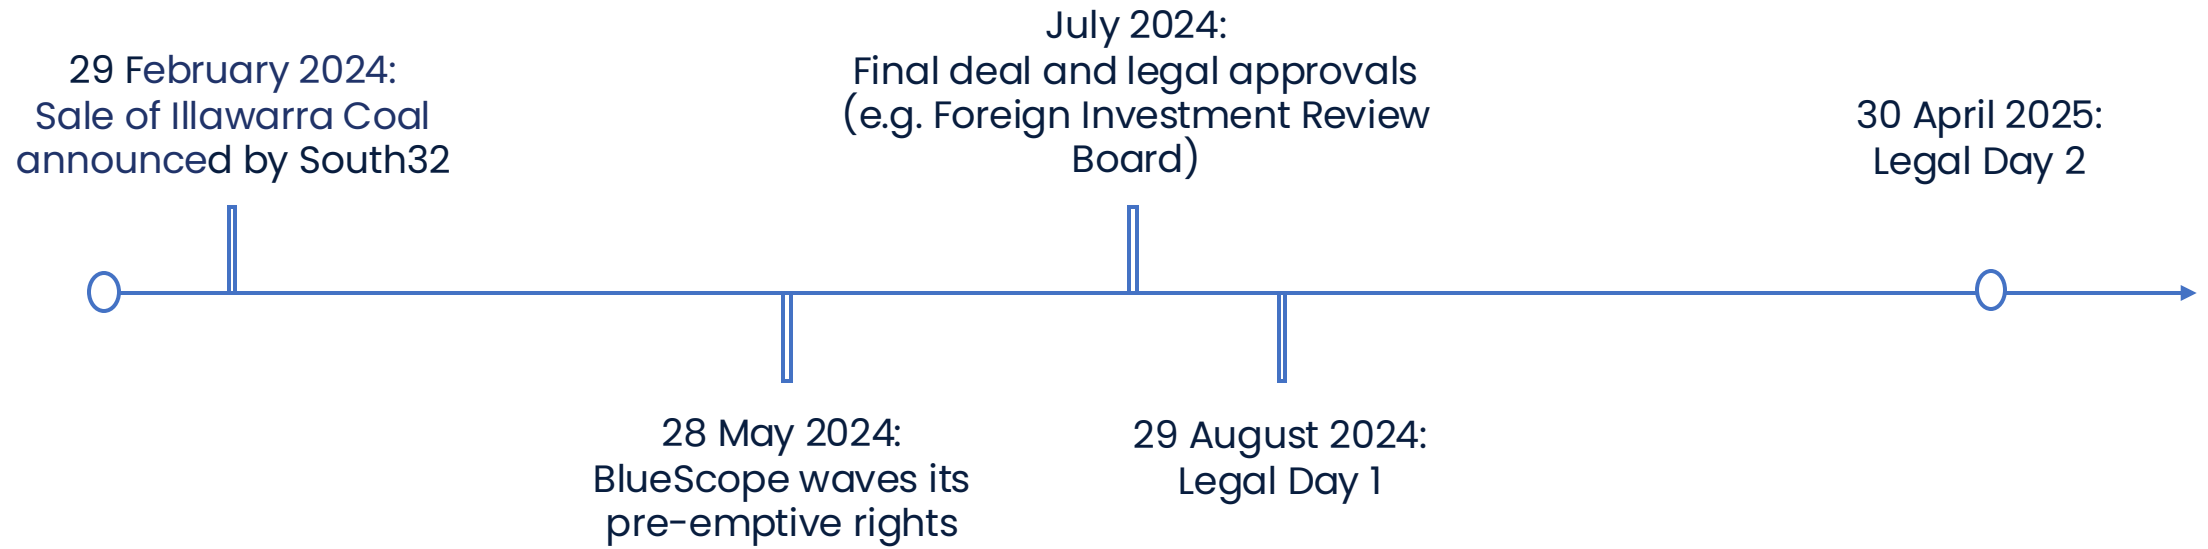 29 February 2024:
Sale of Illawarra Coal
announced by South32
28 May 2024:
BlueScope waves its
pre-emptive rights
July 2024:
Final deal and legal approvals
(e.g. Foreign Investment Review
Board)
29 August 2024:
Legal Day 1
30 April 2025:
Legal Day 2